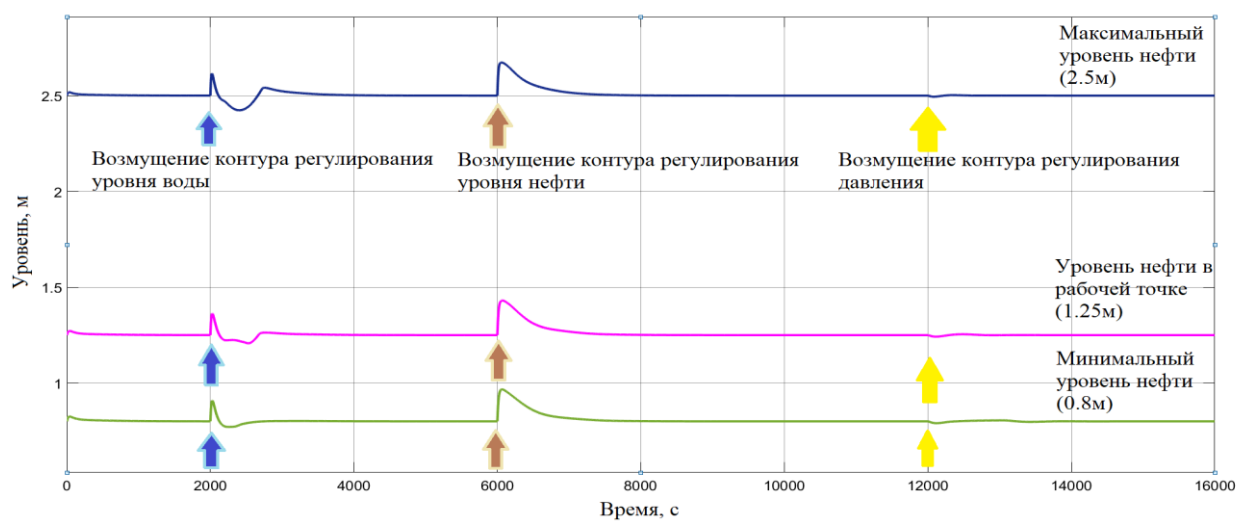 Максимальный
уровень нефти
(2.5м)
2.5
Возмущение контура регулирования
уровня воды
Возмущение контура регулирования
уровня нефти
Возмущение контура регулирования
давления
2
Уровень, м
Уровень нефти в
рабочей точке
(1.25м)
1.5
Минимальный
уровень нефти
(0.8м)
1
0 2000 4000 6000 8000 10000 12000 14000 16000
Время, с